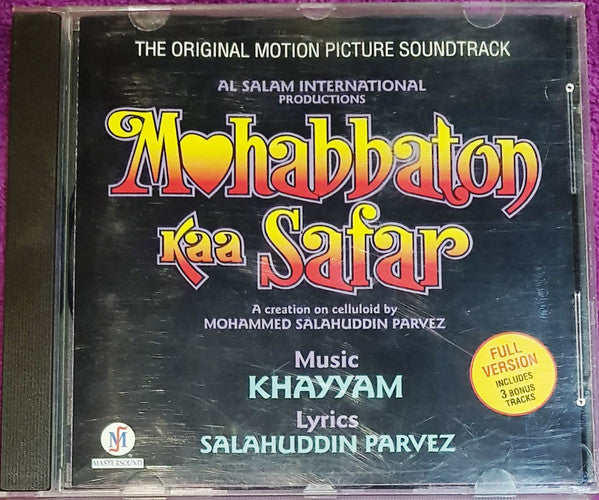 THE ORIGINAL MOTION PICTURE SOUNDTRACK
AL SALAM INTERNATIONAL
PRODUCTIONS
Mohabbaton
Kaa Safar
A creation on celluloid by
MOHAMMED SALAHUDDIN PARVEZ
Music
KHAYYAM
Lyrics
SALAHUDDIN PARVEZ
FULL
VERSION
INCLUDES
3 BONUS
TRACKS
MS
MASTERSOUND